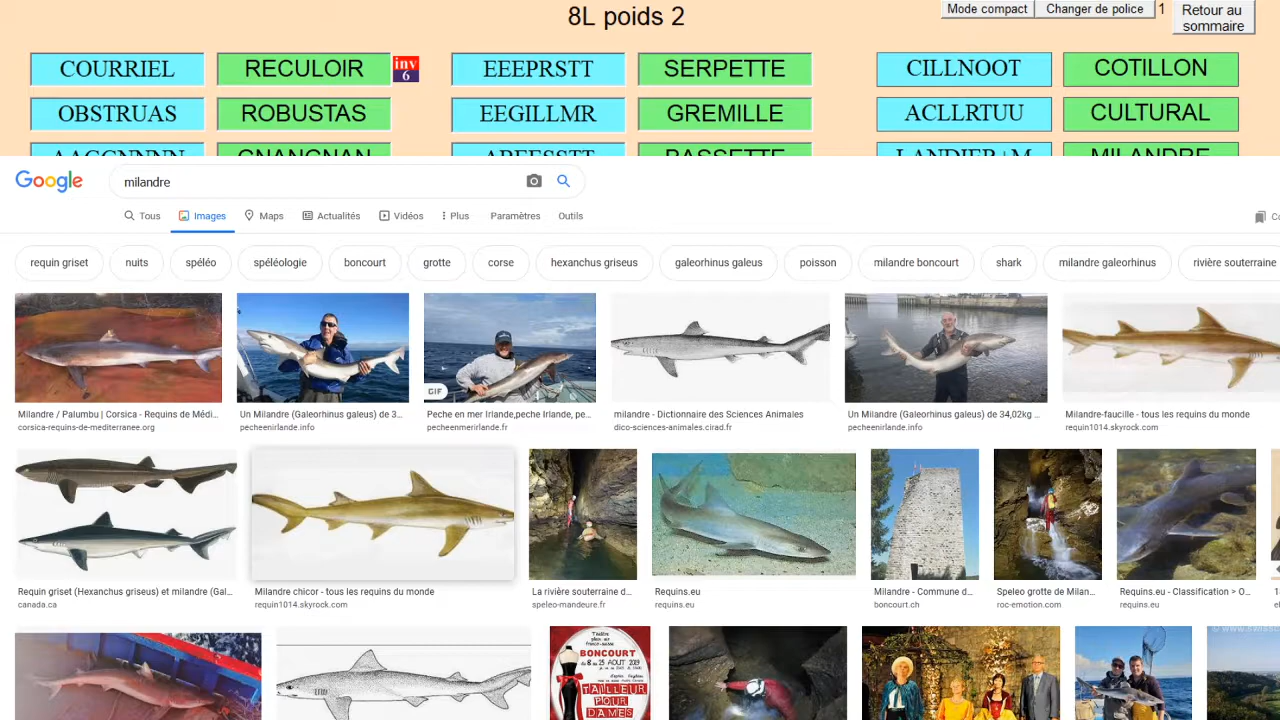 8L poids 2
Mode compact
Changer de police
1
Retour au
sommaire
COURRIEL
RECULOIR
inv
6
EEEPRSTT
SERPETTE
CILLNOOT
COTILLON
OBSTRUAS
ROBUSTAS
EEGILLMR
GREMILLE
ACLLRTUU
CULTURAL
AAGGNNNN
GNANGNAN
ABEESSTT
BASSETTE
LANDIER+M
MILANDRE
Google
milandre
Tous
Images
Maps
Actualités
Vidéos
Plus
Paramètres
Outils
requin griset
nuits
spéléo
spéléologie
boncourt
grotte
corse
hexanchus griseus
galeorhinus galeus
poisson
milandre boncourt
shark
milandre galeorhinus
rivière souterraine
GIF
Milandre / Palumbu | Corsica - Requins de Médi...
corsica-requins-de-mediterranee.org
Un Milandre (Galeorhinus galeus) de 3...
pecheenirlande.info
Peche en mer Irlande,peche Irlande, pe...
pecheenmerirlande.fr
milandre - Dictionnaire des Sciences Animales
dico-sciences-animales.cirad.fr
Un Milandre (Galeorhinus galeus) de 34,02kg ...
pecheenirlande.info
Milandre-faucille - tous les requins du monde
requin1014.skyrock.com
Requin griset (Hexanchus griseus) et milandre (Gal...
canada.ca
Milandre chicor - tous les requins du monde
requin1014.skyrock.com
La rivière souterraine d...
speleo-mandeure.fr
Requins.eu
requins.eu
Milandre - Commune d...
boncourt.ch
Speleo grotte de Milan...
roc-emotion.com
Requins.eu - Classification > O...
requins.eu
BONCOURT
TAILLEUR
POUR
DAMES